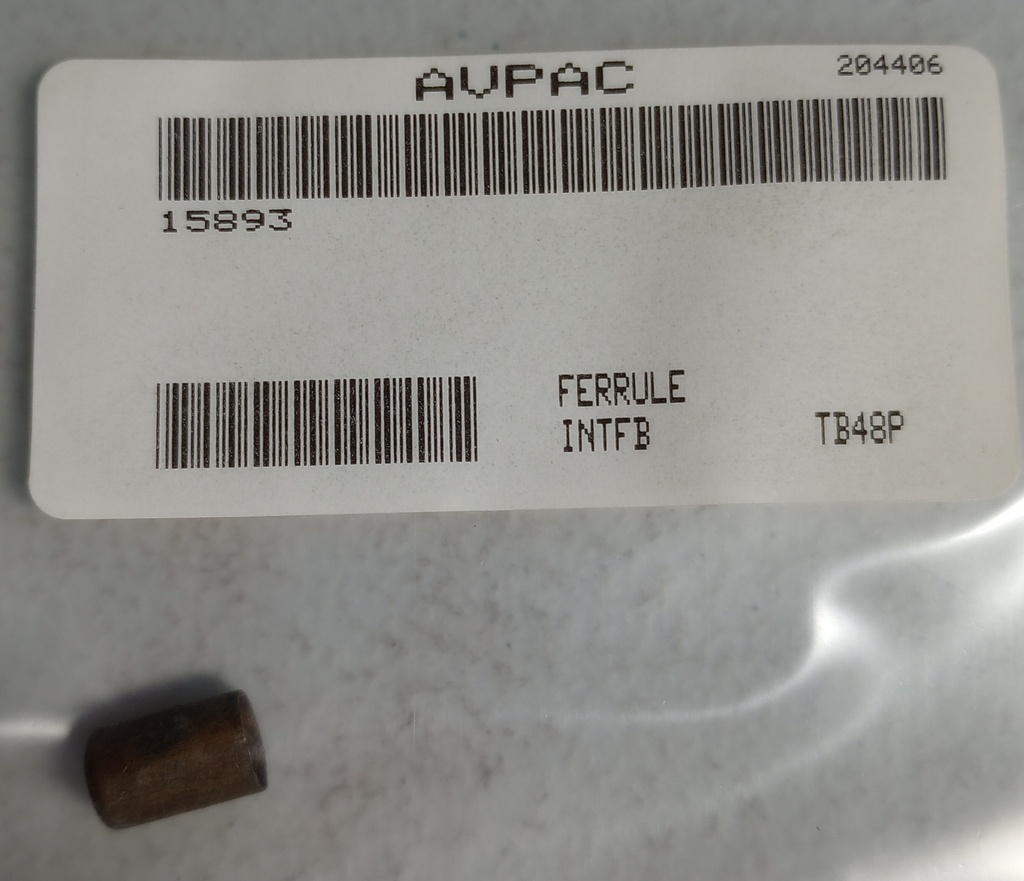 AVPAC
204406
15893
FERRULE
INTFB
TB48P